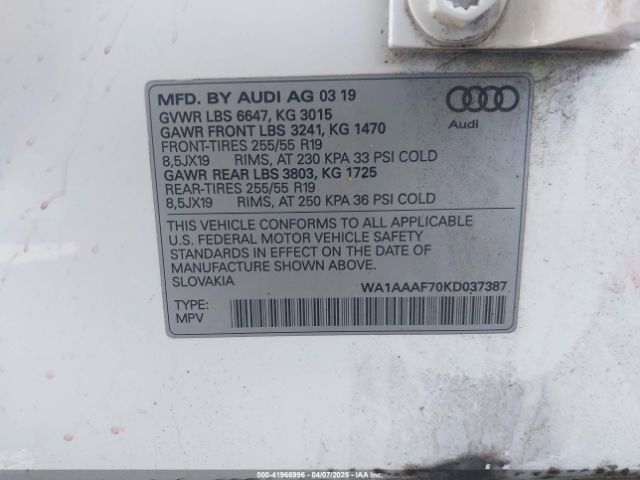 MFD. BY AUDI AG 03 19
GVWR LBS 6647, KG 3015
GAWR FRONT LBS 3241, KG 1470
FRONT-TIRES 255/55 R19
8,5JX19 RIMS, AT 230 KPA 33 PSI COLD
GAWR REAR LBS 3803, KG 1725
REAR-TIRES 255/55 R19
8,5JX19 RIMS, AT 250 KPA 36 PSI COLD
Audi
THIS VEHICLE CONFORMS TO ALL APPLICABLE
U.S. FEDERAL MOTOR VEHICLE SAFETY
STANDARDS IN EFFECT ON THE DATE OF
MANUFACTURE SHOWN ABOVE.
SLOVAKIA
WA1AAAF70KD037387
TYPE:
MPV
000-41966996 | 04/07/2025 | IAAI.COM